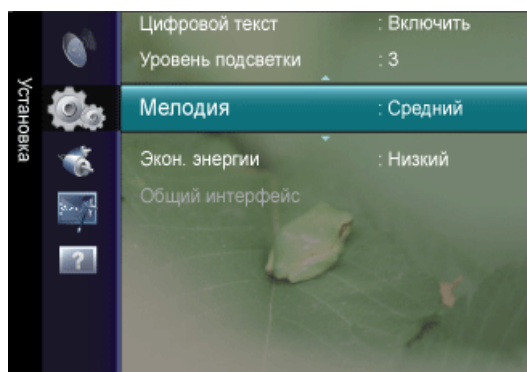 Установка
Цифровой текст : Включить
Уровень подсветки : 3
Мелодия : Средний
Экон. энергии : Низкий
Общий интерфейс
?